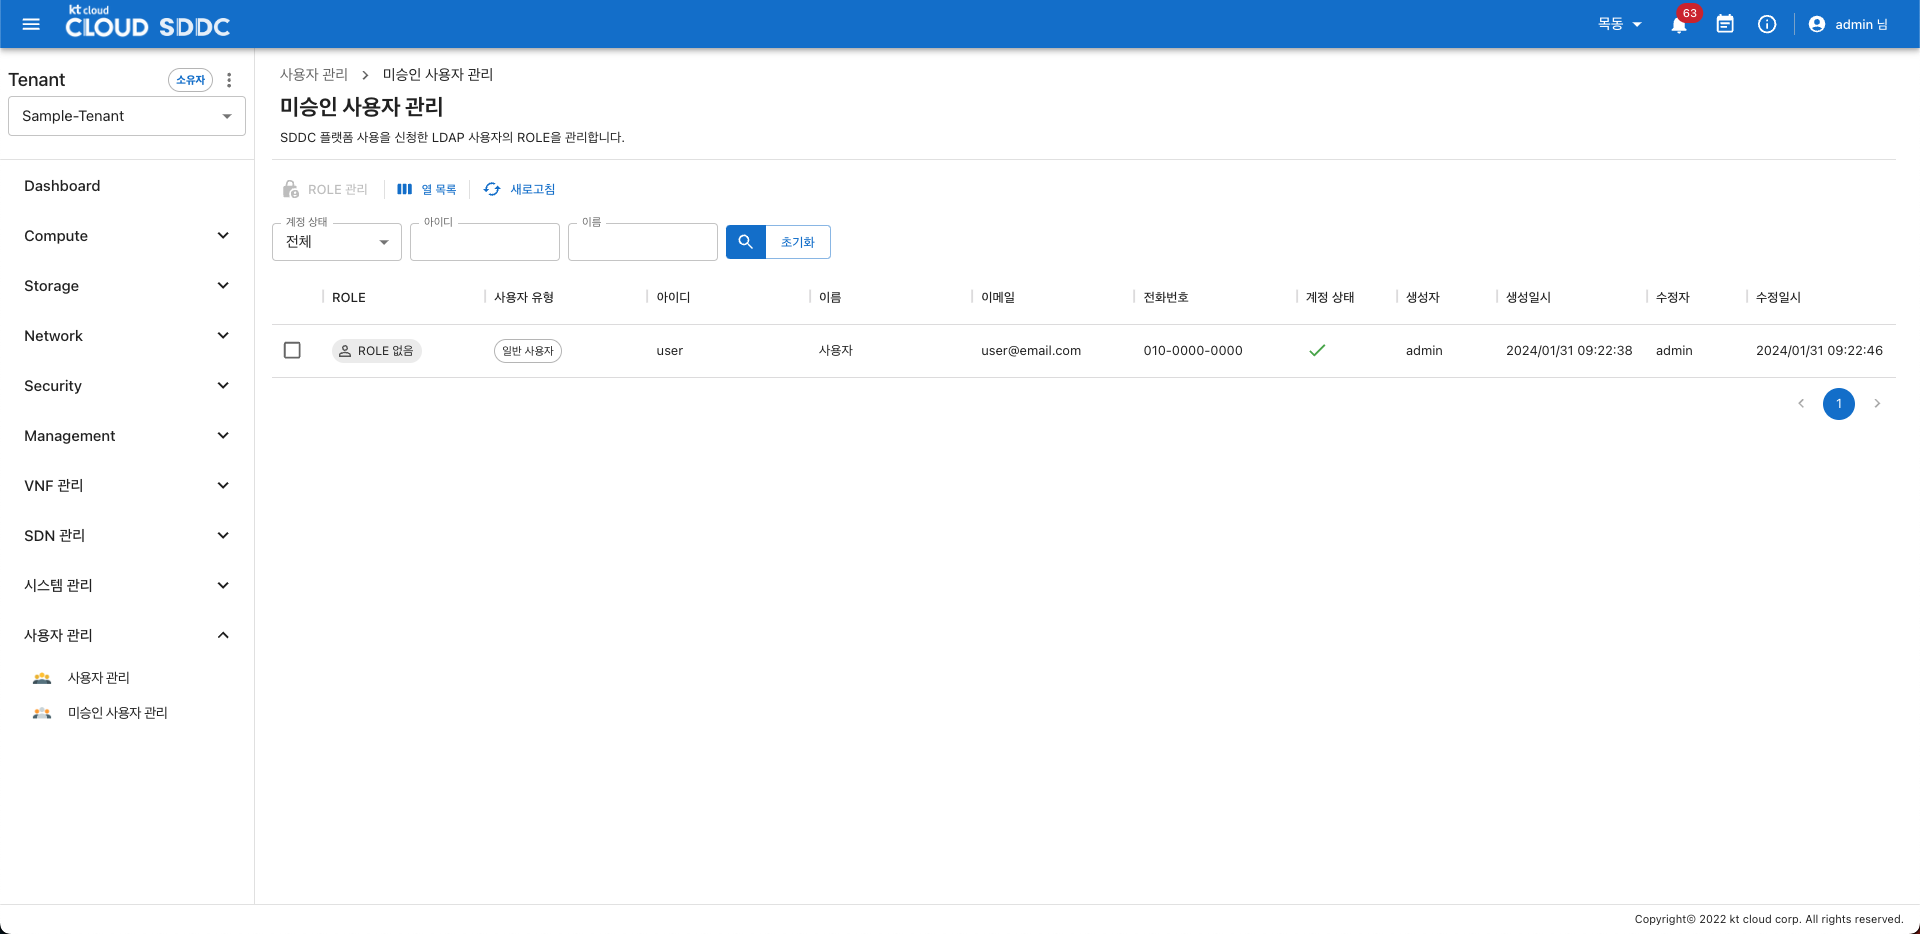 kt cloud
CLOUD SDDC
목동
63
admin 님
Tenant
소유자
Sample-Tenant
Dashboard
Compute
Storage
Network
Security
Management
VNF 관리
SDN 관리
시스템 관리
사용자 관리
사용자 관리
미승인 사용자 관리
사용자 관리 > 미승인 사용자 관리
미승인 사용자 관리
SDDC 플랫폼 사용을 신청한 LDAP 사용자의 ROLE을 관리합니다.
ROLE 관리 열 목록 새로고침
계정 상태 아이디 이름
전체 초기화
ROLE 사용자 유형 아이디 이름 이메일 전화번호 계정 상태 생성자 생성일시 수정자 수정일시
ROLE 없음 일반 사용자 user 사용자 user@email.com 010-0000-0000 admin 2024/01/31 09:22:38 admin 2024/01/31 09:22:46
1
Copyright© 2022 kt cloud corp. All rights reserved.